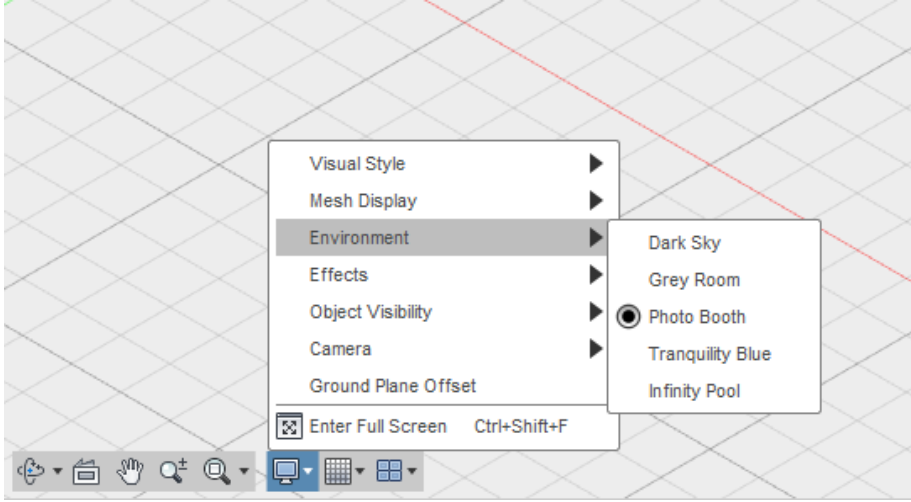 Visual Style
Mesh Display
Environment
Effects
Object Visibility
Camera
Ground Plane Offset
Enter Full Screen Ctrl+Shift+F
Dark Sky
Grey Room
Photo Booth
Tranquility Blue
Infinity Pool